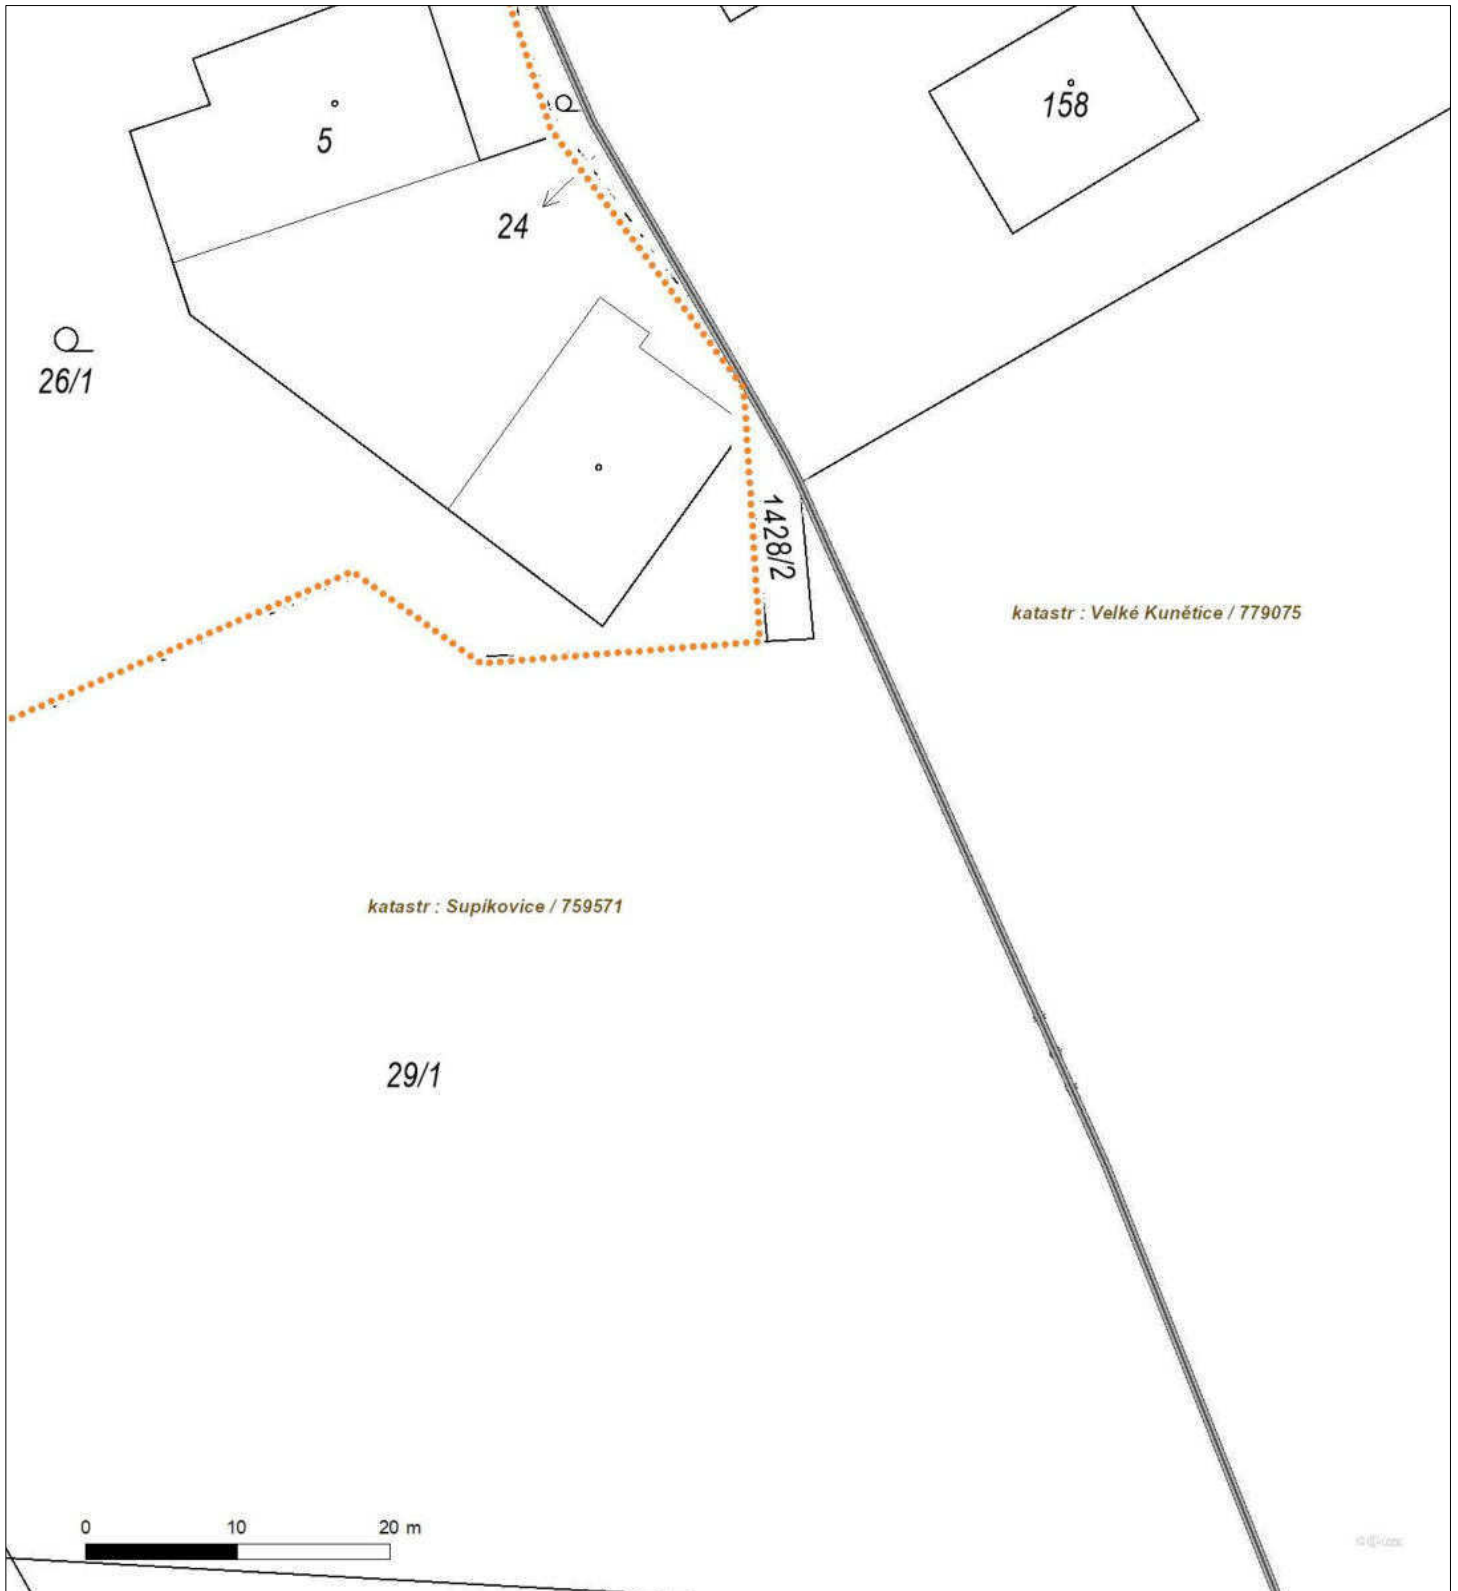 158
5
24
26/1
1428/2
katastr : Velké Kunětice / 779075
katastr : Supíkovice / 759571
29/1
0 10 20 m